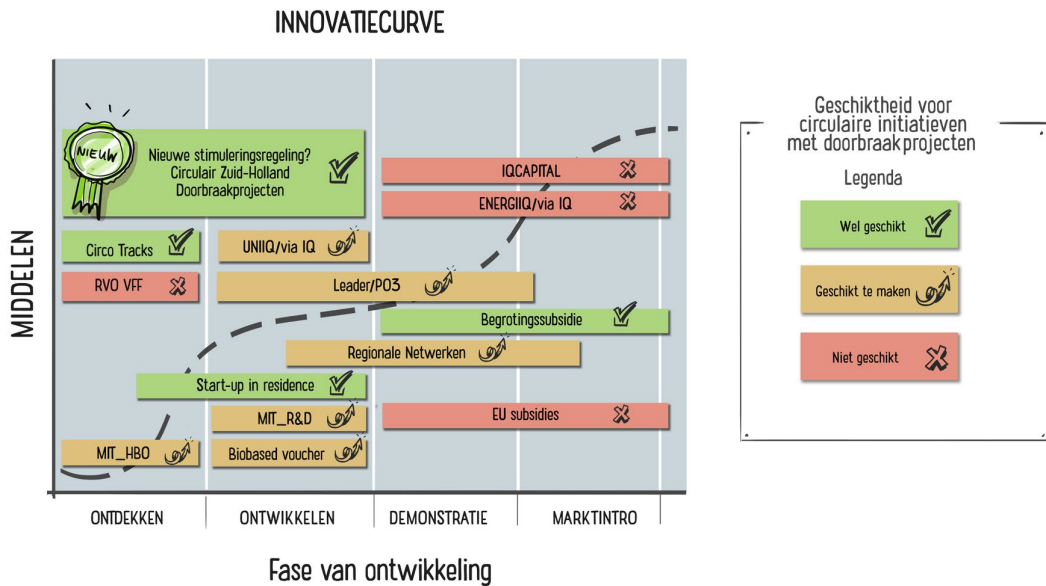 INNOVATIECURVE
NIEUW
Nieuwe stimuleringsregeling?
Circulair Zuid-Holland
Doorbraakprojecten
IQCAPITAL
ENERGIIQ/via IQ
Circo Tracks
UNIIQ/via IQ
RVO VFF
Leader/PO3
Begrotingssubsidie
Regionale Netwerken
Start-up in residence
MIT_R&D
EU subsidies
MIT_HBO
Biobased voucher
MIDDELEN
ONTDEKKEN
ONTWIKKELEN
DEMONSTRATIE
MARKTINTRO
Fase van ontwikkeling
Geschiktheid voor
circulaire initiatieven
met doorbraakprojecten
Legenda
Wel geschikt
Geschikt te maken
Niet geschikt